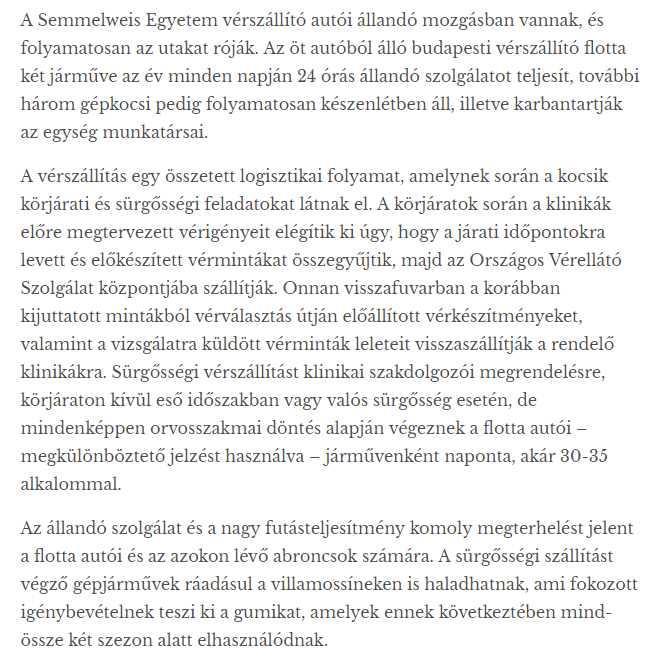 A Semmelweis Egyetem vérszállító autói állandó mozgásban vannak, és
folyamatosan az utakat róják. Az öt autóból álló budapesti vérszállító flotta
két járműve az év minden napján 24 órás állandó szolgálatot teljesít, további
három gépkocsi pedig folyamatosan készenlétben áll, illetve karbantartják
az egység munkatársai.
A vérszállítás egy összetett logisztikai folyamat, amelynek során a kocsik
körjárati és sürgősségi feladatokat látnak el. A körjáratok során a klinikák
előre megtervezett vérigényeit elégítik ki úgy, hogy a járati időpontokra
levett és előkészített vérmintákat összegyűjtik, majd az Országos Vérellátó
Szolgálat központjába szállítják. Onnan visszafuvarban a korábban
kijuttatott mintákból vérválasztás útján előállított vérkészítményeket,
valamint a vizsgálatra küldött vérminták leleteit visszaszállítják a rendelő
klinikákra. Sürgősségi vérszállítást klinikai szakdolgozói megrendelésre,
körjáraton kívül eső időszakban vagy valós sürgősség esetén, de
mindenképpen orvosszakmai döntés alapján végeznek a flotta autói –
megkülönböztető jelzést használva – járművenként naponta, akár 30-35
alkalommal.
Az állandó szolgálat és a nagy futásteljesítmény komoly megterhelést jelent
a flotta autói és az azokon lévő abroncsok számára. A sürgősségi szállítást
végző gépjárművek ráadásul a villamossíneken is haladhatnak, ami fokozott
igénybevételnek teszi ki a gumikat, amelyek ennek következtében mind-
össze két szezon alatt elhasználódnak.